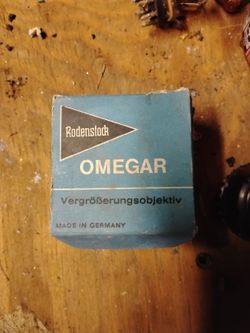 Rodenstock
OMEGAR
Vergrößerungsobjektiv
MADE IN GERMANY